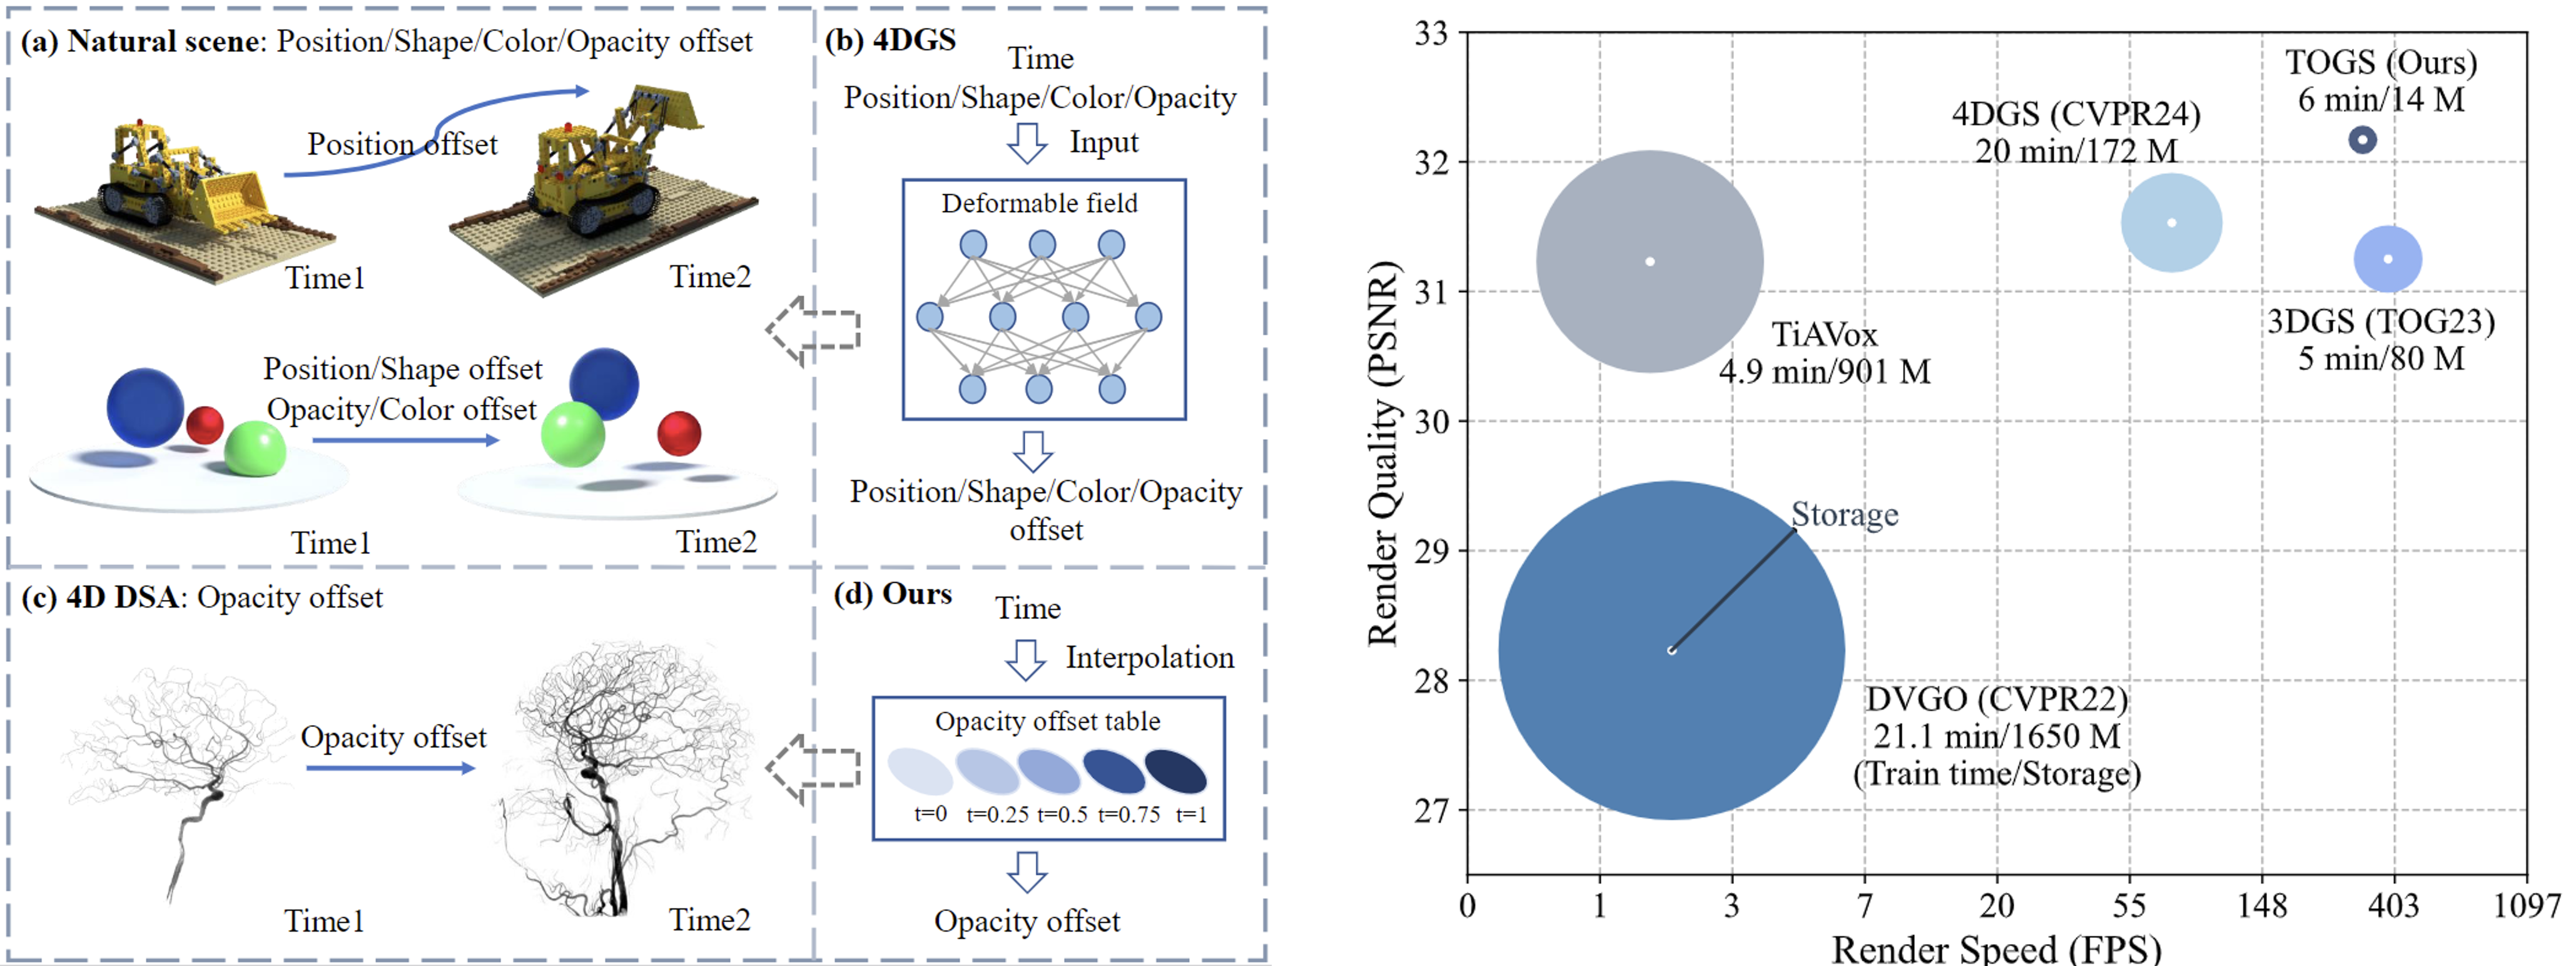 (a) Natural scene: Position/Shape/Color/Opacity offset
Position offset
Time1
Time2
Position/Shape offset
Opacity/Color offset
Time1
Time2
(b) 4DGS
Time
Position/Shape/Color/Opacity
Input
Deformable field
Position/Shape/Color/Opacity
offset
(c) 4D DSA: Opacity offset
Opacity offset
Time1
Time2
(d) Ours
Time
Interpolation
Opacity offset table
t=0 t=0.25 t=0.5 t=0.75 t=1
Opacity offset
Render Quality (PSNR)
33
32
31
30
29
28
27
TOGS (Ours)
6 min/14 M
4DGS (CVPR24)
20 min/172 M
3DGS (TOG23)
5 min/80 M
TiAVox
4.9 min/901 M
Storage
DVGO (CVPR22)
21.1 min/1650 M
(Train time/Storage)
0 1 3 7 20 55 148 403 1097
Render Speed (FPS)